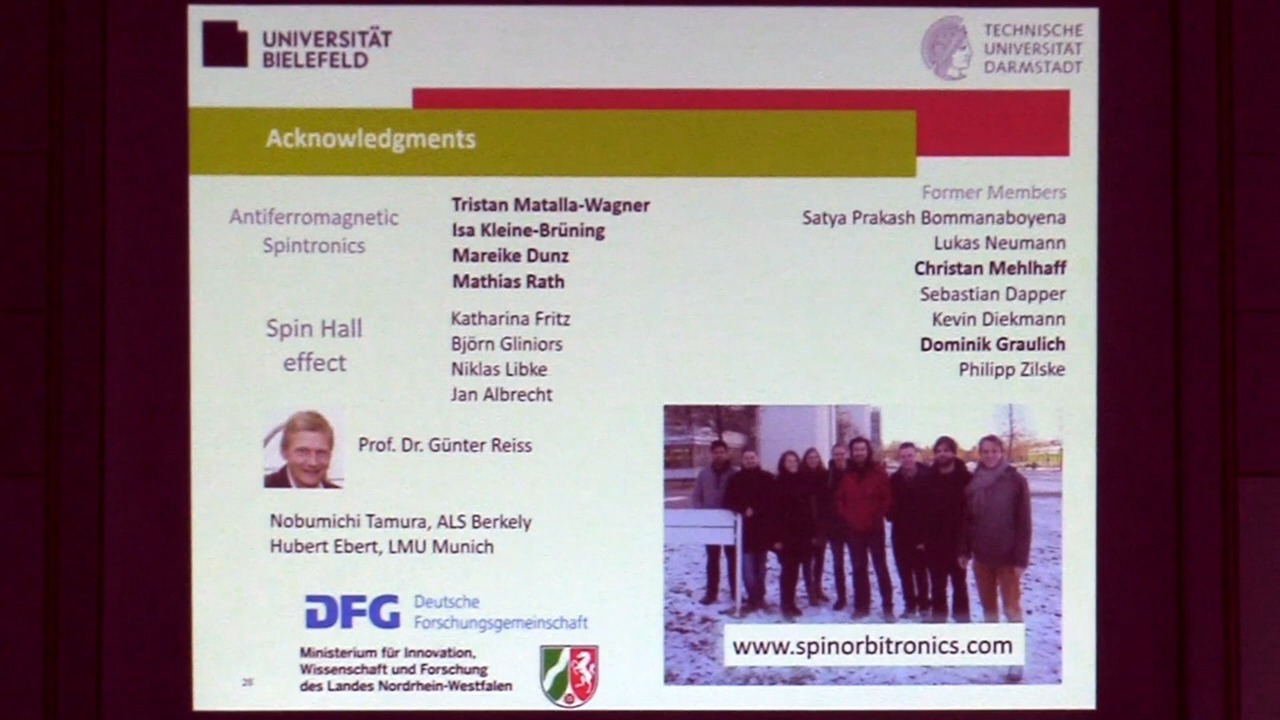 UNIVERSITÄT
BIELEFELD
TECHNISCHE
UNIVERSITÄT
DARMSTADT
Acknowledgments
Antiferromagnetic
Spintronics
Tristan Matalla-Wagner
Isa Kleine-Brüning
Mareike Dunz
Mathias Rath
Spin Hall
effect
Katharina Fritz
Björn Gliniors
Niklas Libke
Jan Albrecht
Former Members
Satya Prakash Bommanaboyena
Lukas Neumann
Christan Mehlhaff
Sebastian Dapper
Kevin Diekmann
Dominik Graulich
Philipp Zilske
Prof. Dr. Günter Reiss
Nobumichi Tamura, ALS Berkely
Hubert Ebert, LMU Munich
DFG Deutsche
Forschungsgemeinschaft
Ministerium für Innovation,
Wissenschaft und Forschung
des Landes Nordrhein-Westfalen
www.spinorbitronics.com